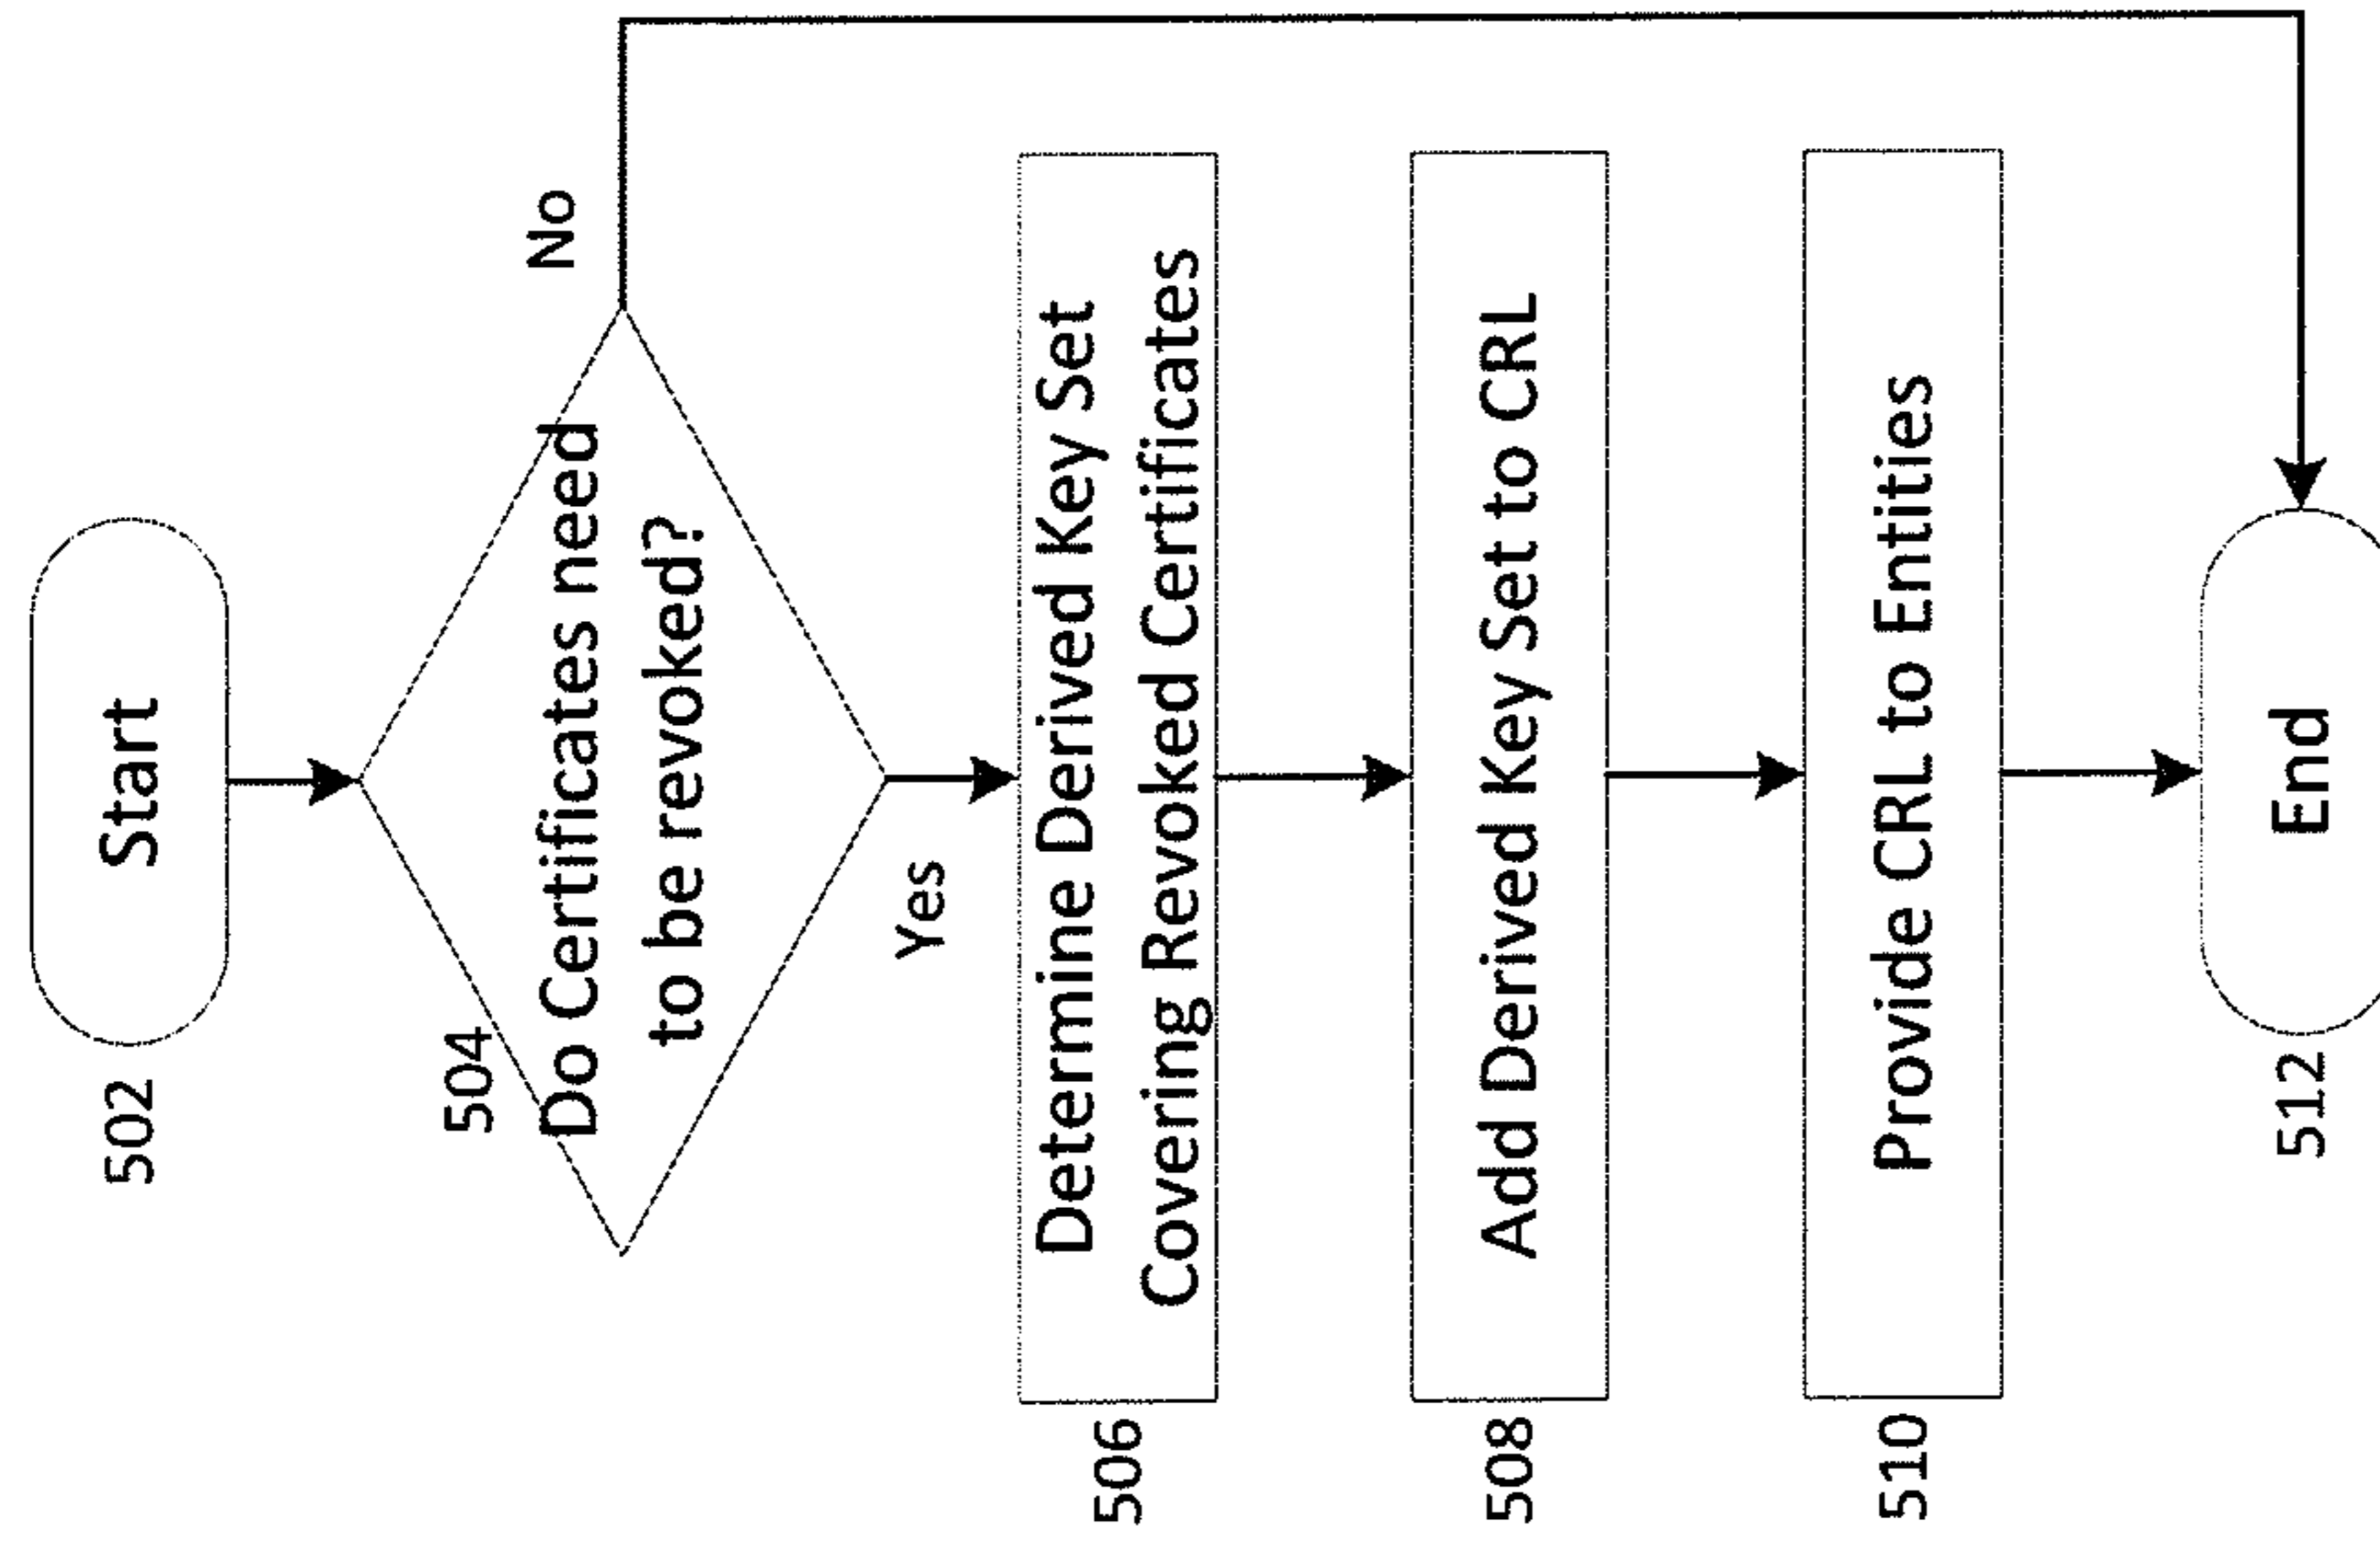 502
Start
504
Do Certificates need
to be revoked?
No
Yes
506
Determine Derived Key Set
Covering Revoked Certificates
508
Add Derived Key Set to CRL
510
Provide CRL to Entities
512
End